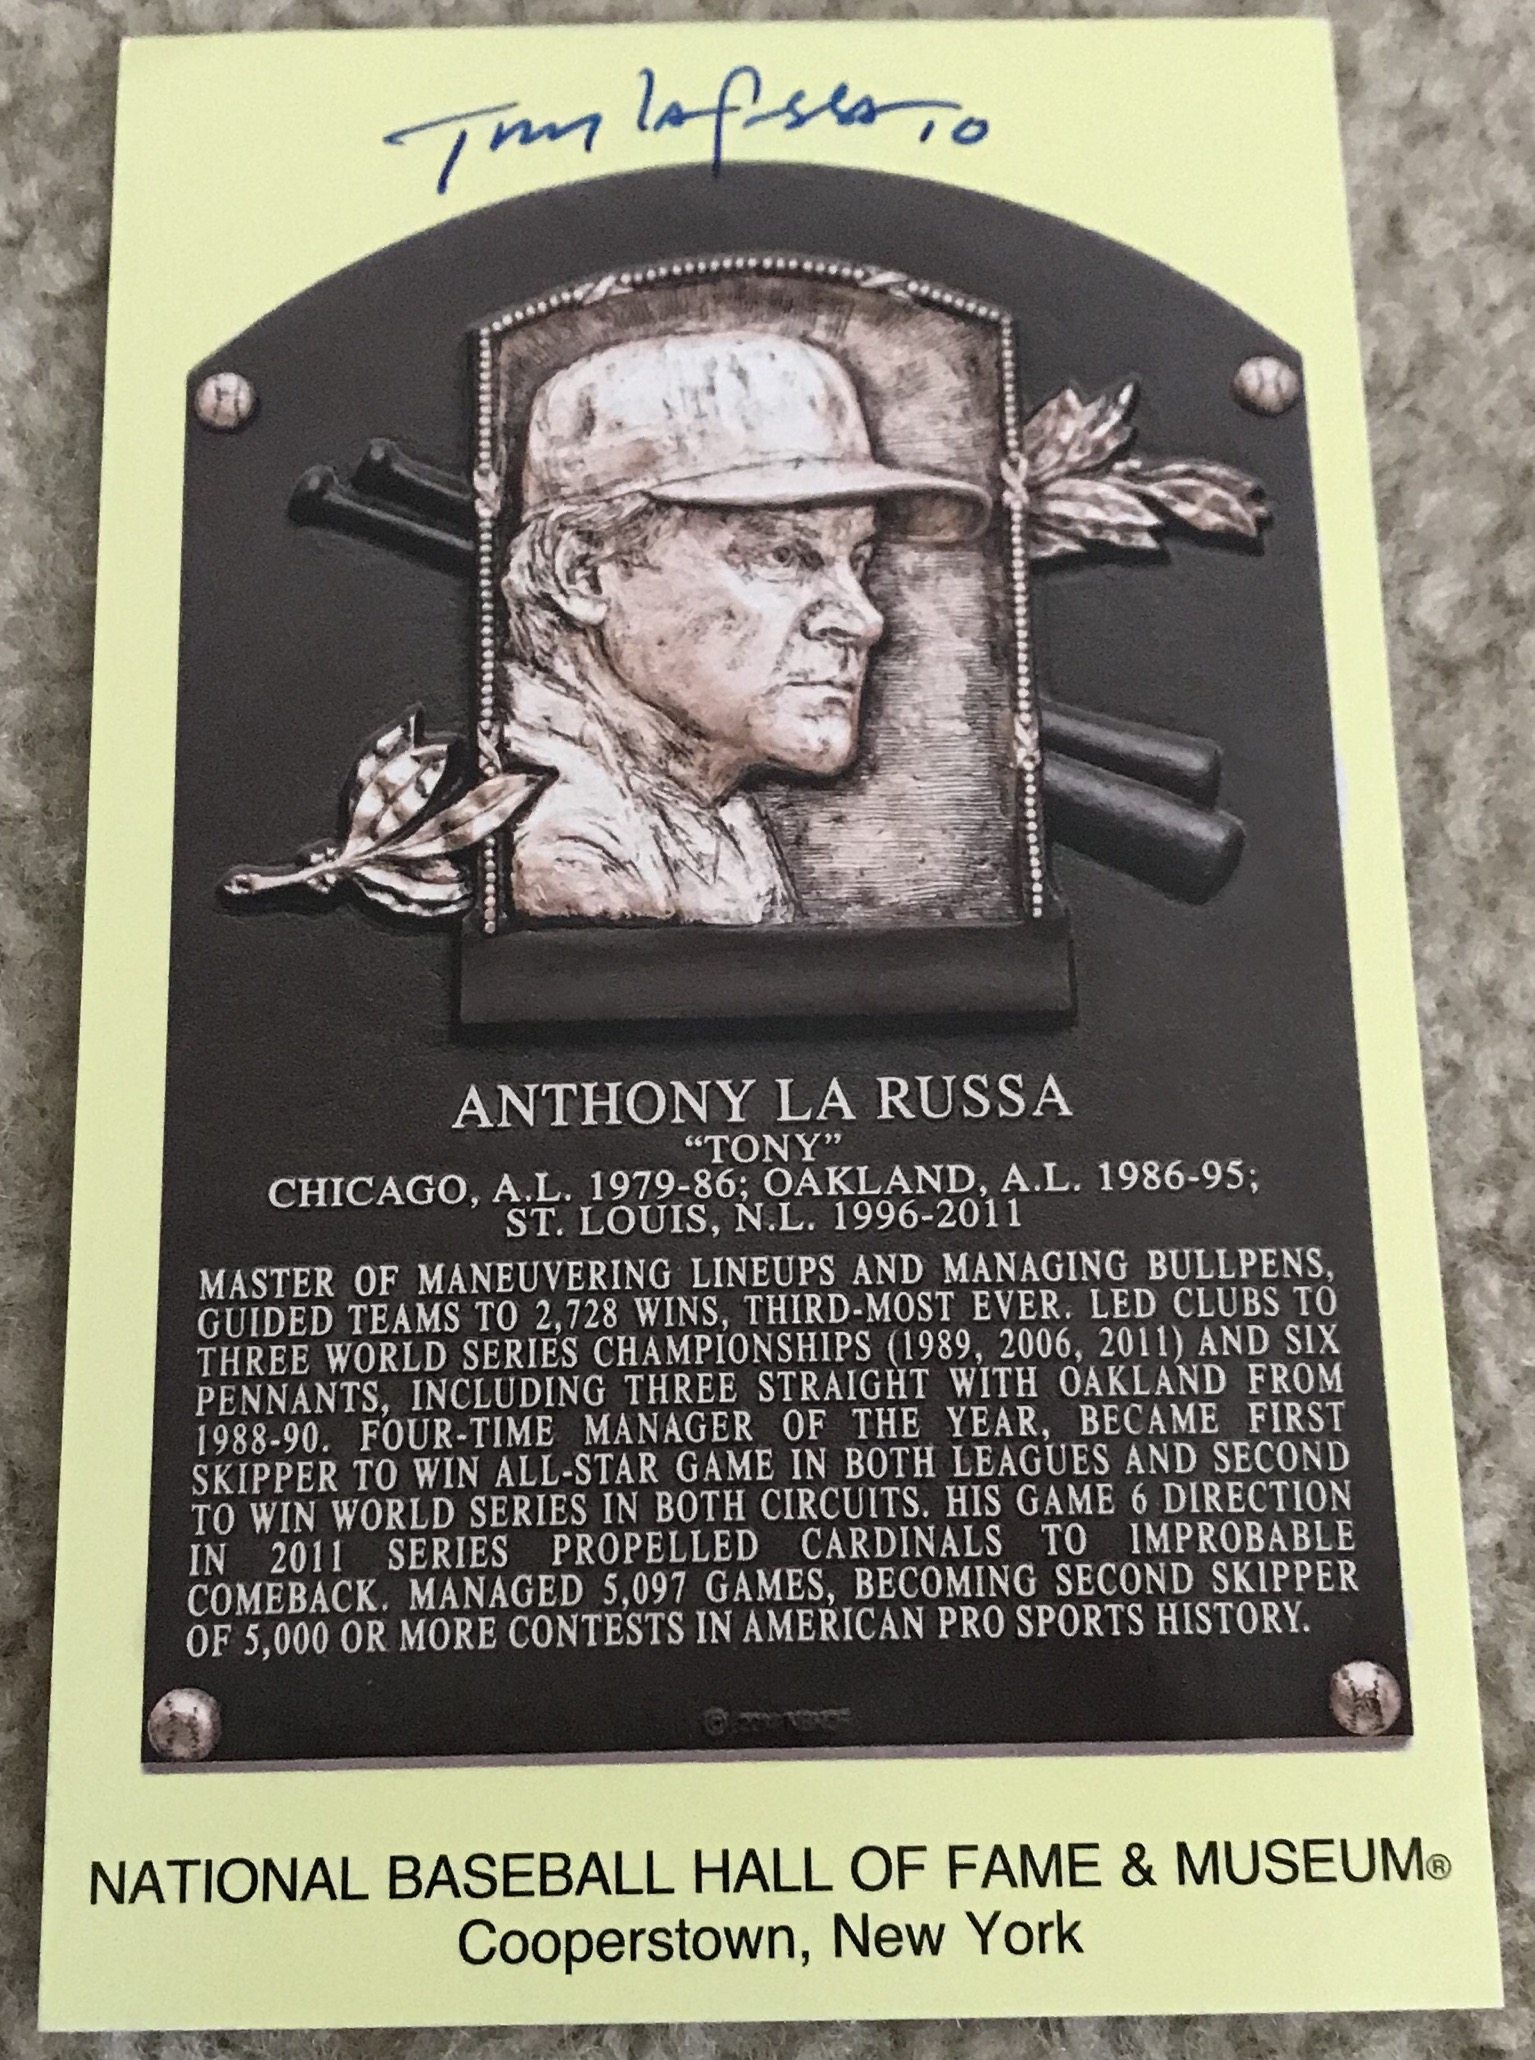 Tony LaRussa 10
ANTHONY LA RUSSA
“TONY”
CHICAGO, A.L. 1979-86; OAKLAND, A.L. 1986-95;
ST. LOUIS, N.L. 1996-2011
MASTER OF MANEUVERING LINEUPS AND MANAGING BULLPENS,
GUIDED TEAMS TO 2,728 WINS, THIRD-MOST EVER. LED CLUBS TO
THREE WORLD SERIES CHAMPIONSHIPS (1989, 2006, 2011) AND SIX
PENNANTS, INCLUDING THREE STRAIGHT WITH OAKLAND FROM
1988-90. FOUR-TIME MANAGER OF THE YEAR, BECAME FIRST
SKIPPER TO WIN ALL-STAR GAME IN BOTH LEAGUES AND SECOND
TO WIN WORLD SERIES IN BOTH CIRCUITS. HIS GAME 6 DIRECTION
IN 2011 SERIES PROPELLED CARDINALS TO IMPROBABLE
COMEBACK. MANAGED 5,097 GAMES, BECOMING SECOND SKIPPER
OF 5,000 OR MORE CONTESTS IN AMERICAN PRO SPORTS HISTORY.
NATIONAL BASEBALL HALL OF FAME & MUSEUM®
Cooperstown, New York